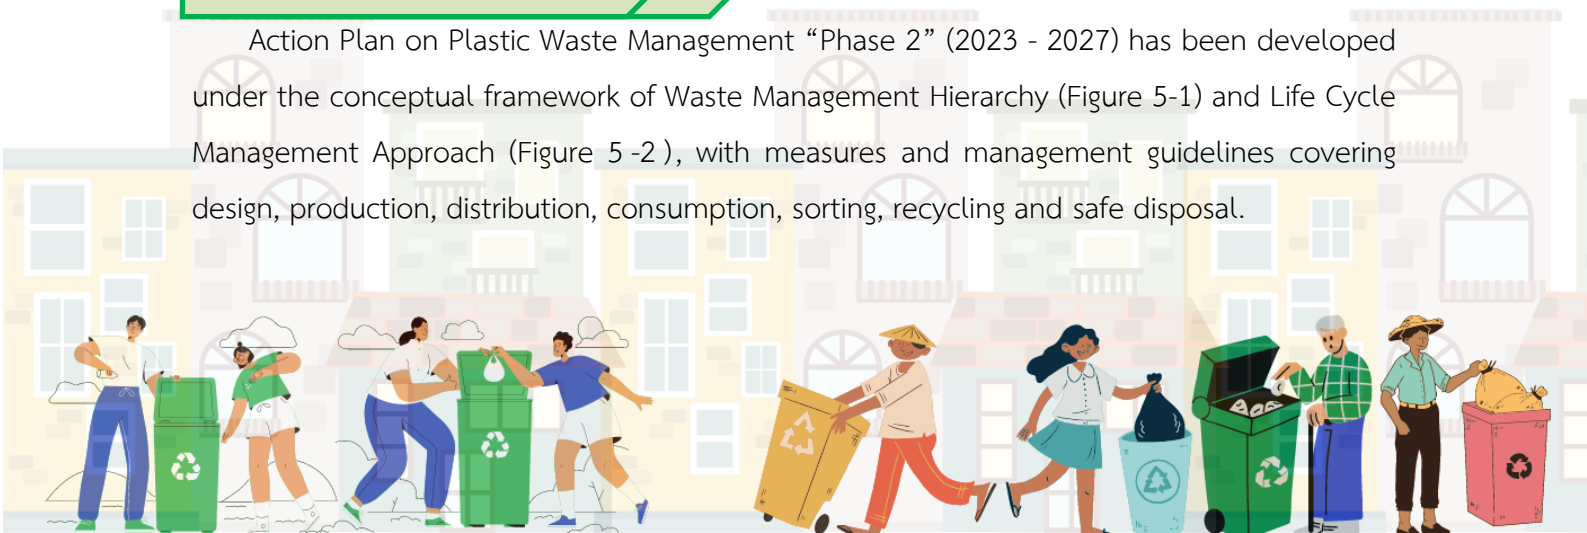 Action Plan on Plastic Waste Management “Phase 2” (2023 - 2027) has been developed
under the conceptual framework of Waste Management Hierarchy (Figure 5-1) and Life Cycle
Management Approach (Figure 5 -2 ), with measures and management guidelines covering
design, production, distribution, consumption, sorting, recycling and safe disposal.